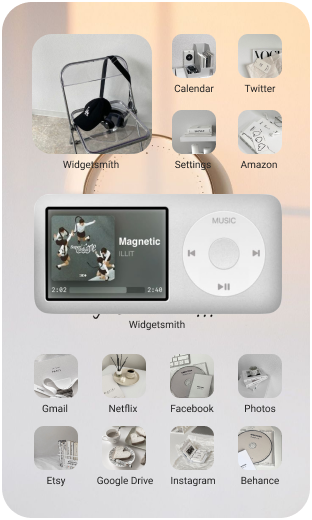 VOGUE
Calendar
Twitter
Widgetsmith
Settings
Amazon
MUSIC
Magnetic
ILLIT
2:02
2:40
Widgetsmith
Gmail
Netflix
Facebook
Photos
Etsy
Google Drive
Instagram
Behance